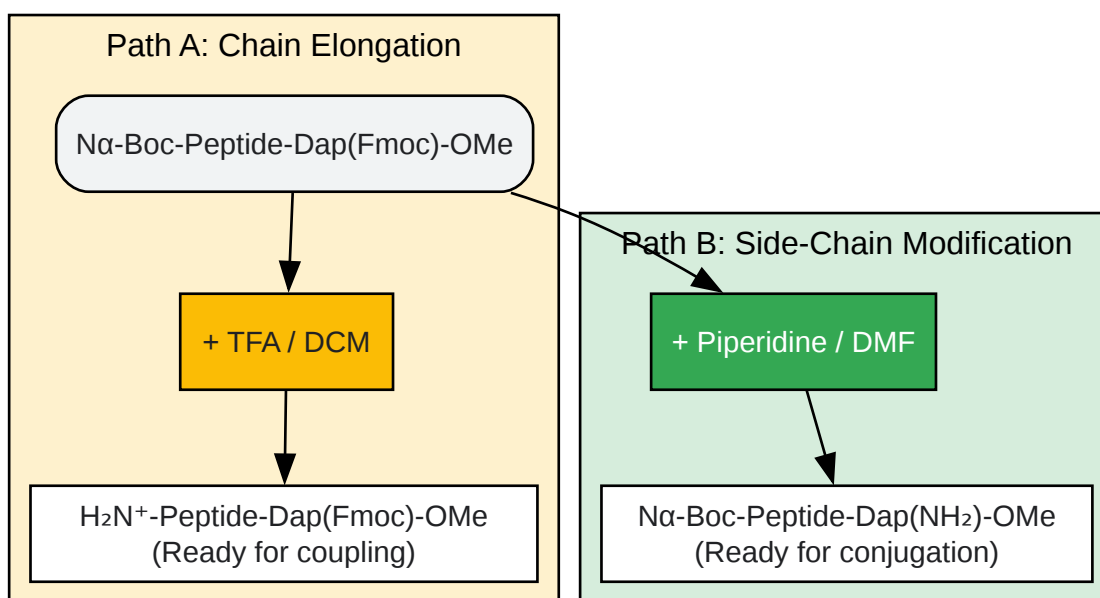 Path A: Chain Elongation
Nα-Boc-Peptide-Dap(Fmoc)-OMe
Path B: Side-Chain Modification
+ TFA / DCM
+ Piperidine / DMF
H₂N⁺-Peptide-Dap(Fmoc)-OMe
(Ready for coupling)
Nα-Boc-Peptide-Dap(NH₂)-OMe
(Ready for conjugation)